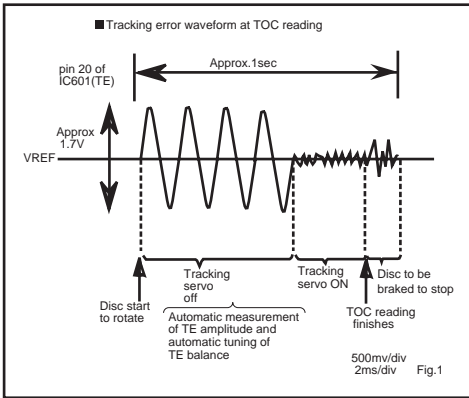 ■ Tracking error waveform at TOC reading
pin 20 of
IC601(TE)
Approx.1sec
Approx
1.7V
VREF
Tracking
servo
off
Tracking
servo ON
Disc to be
braked to stop
Disc start
to rotate
Automatic measurement
of TE amplitude and
automatic tuning of
TE balance
TOC reading
finishes
500mv/div
2ms/div
Fig.1